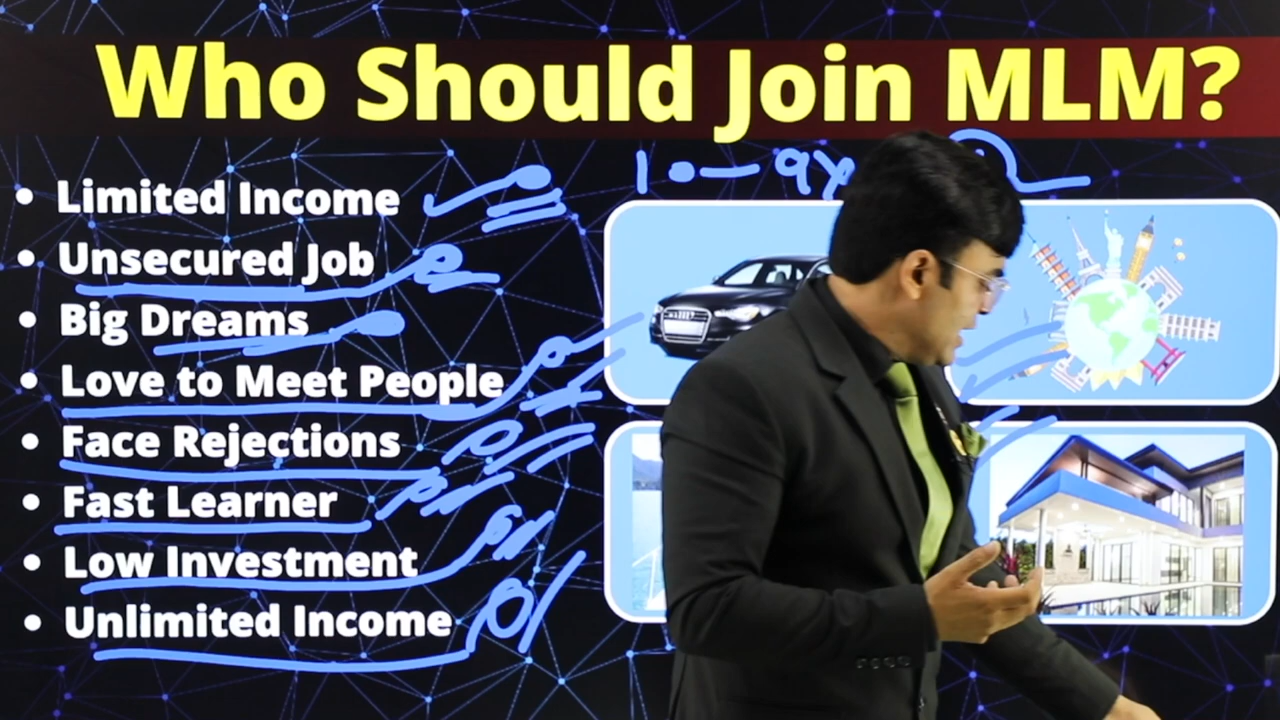 Who Should Join MLM?
• Limited Income
• Unsecured Job
• Big Dreams
• Love to Meet People
• Face Rejections
• Fast Learner
• Low Investment
• Unlimited Income